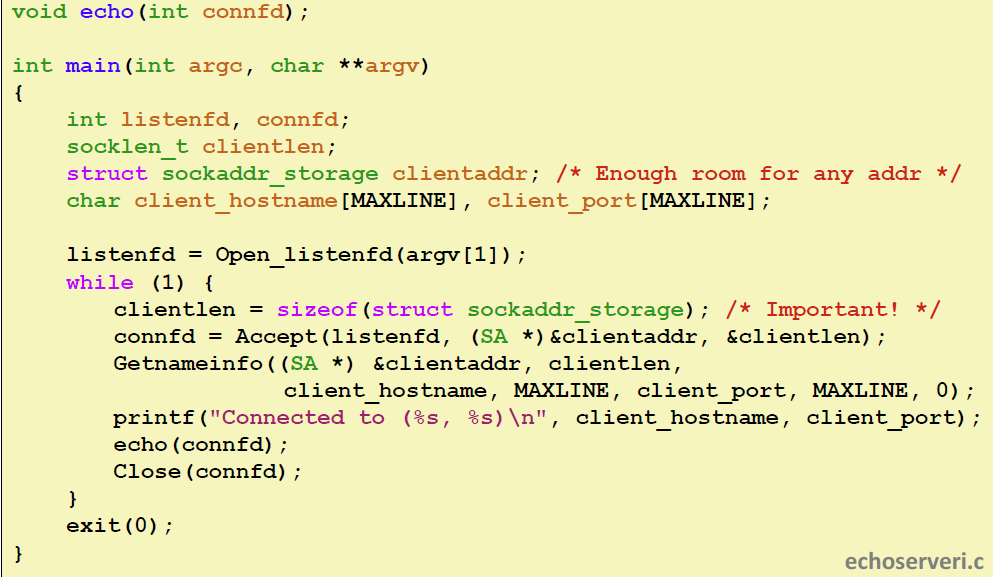 void echo(int connfd);
int main(int argc, char **argv)
{
int listenfd, connfd;
socklen_t clientlen;
struct sockaddr_storage clientaddr; /* Enough room for any addr */
char client_hostname[MAXLINE], client_port[MAXLINE];
listenfd = Open_listenfd(argv[1]);
while (1) {
clientlen = sizeof(struct sockaddr_storage); /* Important! */
connfd = Accept(listenfd, (SA *)&clientaddr, &clientlen);
Getnameinfo((SA *) &clientaddr, clientlen,
client_hostname, MAXLINE, client_port, MAXLINE, 0);
printf("Connected to (%s, %s)\n", client_hostname, client_port);
echo(connfd);
Close(connfd);
}
exit(0);
}
echoserveri.c